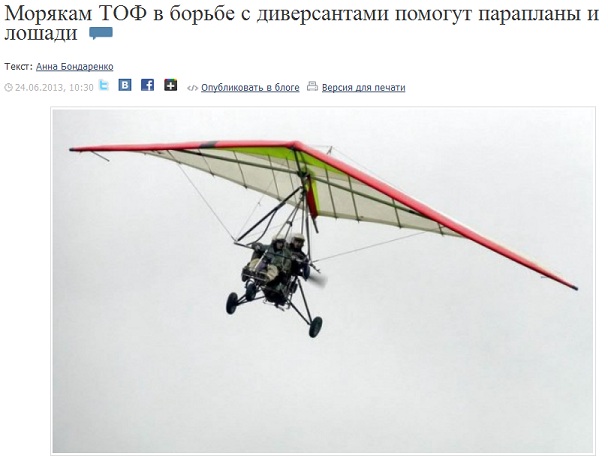 Морякам ТОФ в борьбе с диверсантами помогут парапланы и
лошади
Текст: Анна Бондаренко
24.06.2013, 10:30 Опубликовать в блоге Версия для печати